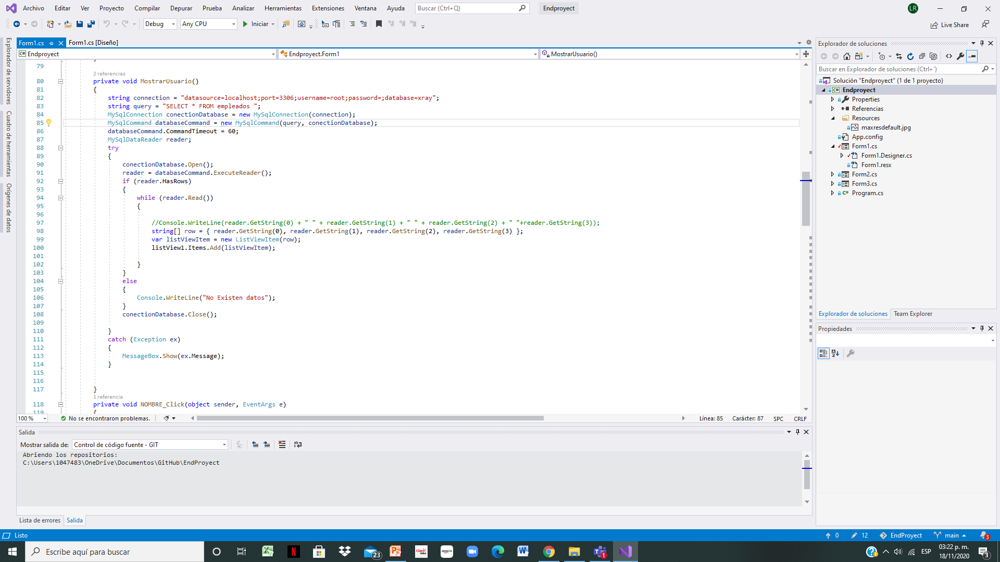 Archivo Editar Ver Proyecto Compilar Depurar Prueba Analizar Herramientas Extensiones Ventana Ayuda Buscar (Ctrl+Q) Endproyect LR
Debug Any CPU Iniciar Live Share
Explorador de servidores
Cuadro de herramientas
Orígenes de datos
Form1.cs Form1.cs [Diseño]
Endproyect Endproyect.Form1 MostrarUsuario()
79 }
2 referencias
80 private void MostrarUsuario()
81 {
82 string connection = "datasource=localhost;port=3306;username=root;password=;database=xray";
83 string query = "SELECT * FROM empleados ";
84 MySqlConnection conectionDatabase = new MySqlConnection(connection);
85 MySqlCommand databaseCommand = new MySqlCommand(query, conectionDatabase);
86 databaseCommand.CommandTimeout = 60;
87 MySqlDataReader reader;
88 try
89 {
90 conectionDatabase.Open();
91 reader = databaseCommand.ExecuteReader();
92 if (reader.HasRows)
93 {
94 while (reader.Read())
95 {
96
97 //Console.WriteLine(reader.GetString(0) + " " + reader.GetString(1) + " " + reader.GetString(2) + " "+reader.GetString(3));
98 string[] row = { reader.GetString(0), reader.GetString(1), reader.GetString(2), reader.GetString(3) };
99 var listViewItem = new ListViewItem(row);
100 listView1.Items.Add(listViewItem);
101
102 }
103 }
104 else
105 {
106 Console.WriteLine("No Existen datos");
107 }
108 conectionDatabase.Close();
109
110 }
111 catch (Exception ex)
112 {
113 MessageBox.Show(ex.Message);
114 }
115
116
117 }
1 referencia
118 private void NOMBRE_Click(object sender, EventArgs e)
119 {
100 % No se encontraron problemas. Línea: 85 Carácter: 87 SPC CRLF
Salida
Mostrar salida de: Control de código fuente - GIT
Abriendo los repositorios:
C:\Users\1047483\OneDrive\Documentos\GitHub\EndProyect
Lista de errores Salida
Explorador de soluciones
Buscar en Explorador de soluciones (Ctrl+´)
Solución "Endproyect" (1 de 1 proyecto)
Endproyect
Properties
Referencias
Resources
maxresdefault.jpg
App.config
Form1.cs
Form1.Designer.cs
Form1.resx
Form2.cs
Form3.cs
Program.cs
Explorador de soluciones Team Explorer
Propiedades
Listo 0 12 EndProyect main 3
Escribe aquí para buscar 23 1 ESP 03:22 p. m.
18/11/2020 3